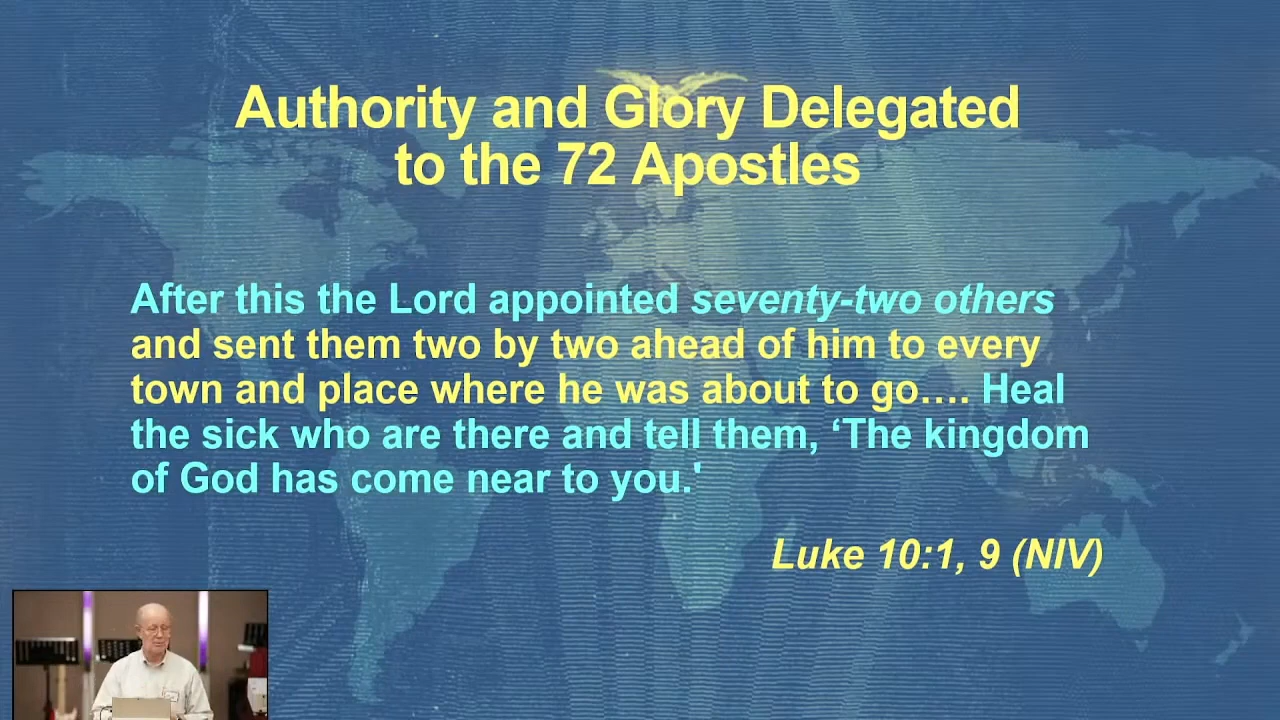 Authority and Glory Delegated
to the 72 Apostles
After this the Lord appointed seventy-two others
and sent them two by two ahead of him to every
town and place where he was about to go…. Heal
the sick who are there and tell them, ‘The kingdom
of God has come near to you.'
Luke 10:1, 9 (NIV)